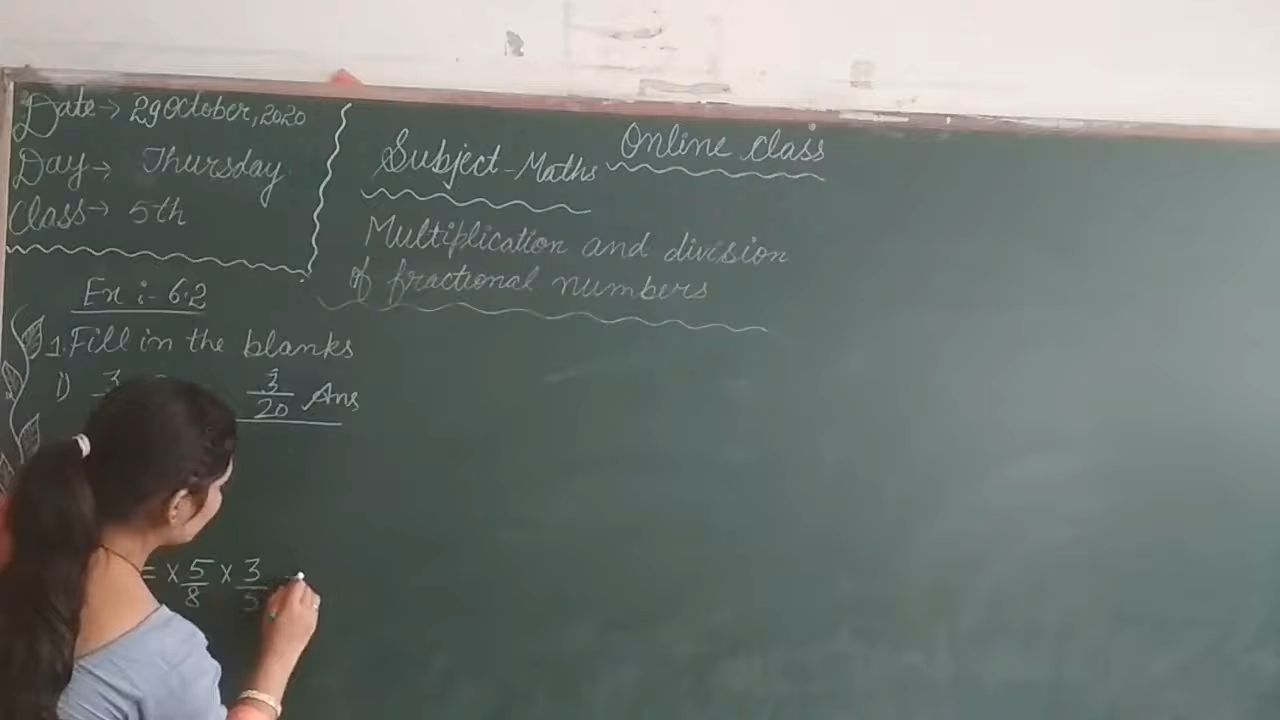 Date → 29 October, 2020
Day → Thursday
Class → 5th
Online class
Subject - Maths
Multiplication and division
of fractional numbers
Ex :- 6.2
1. Fill in the blanks
i) 3 3/20 Ans
= × 5/8 × 3/5